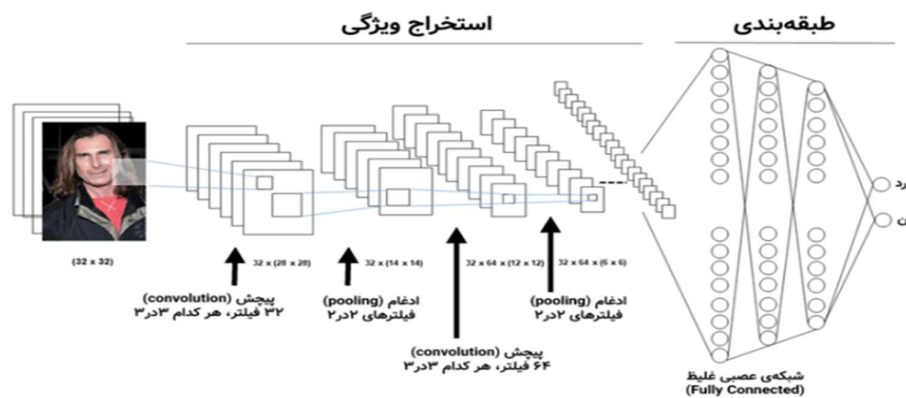 استخراج ویژگی
طبقه‌بندی
(32 x 32)
32 x (28 x 28)
32 x (14 x 14)
32 x 64 x (12 x 12)
32 x 64 x (6 x 6)
پیچش (convolution)
۳۲ فیلتر، هر کدام ۳در۳
ادغام (pooling)
فیلترهای ۲در۲
پیچش (convolution)
۶۴ فیلتر، هر کدام ۳در۳
ادغام (pooling)
فیلترهای ۲در۲
رد
ن
شبکه‌ی عصبی غلیظ
(Fully Connected)